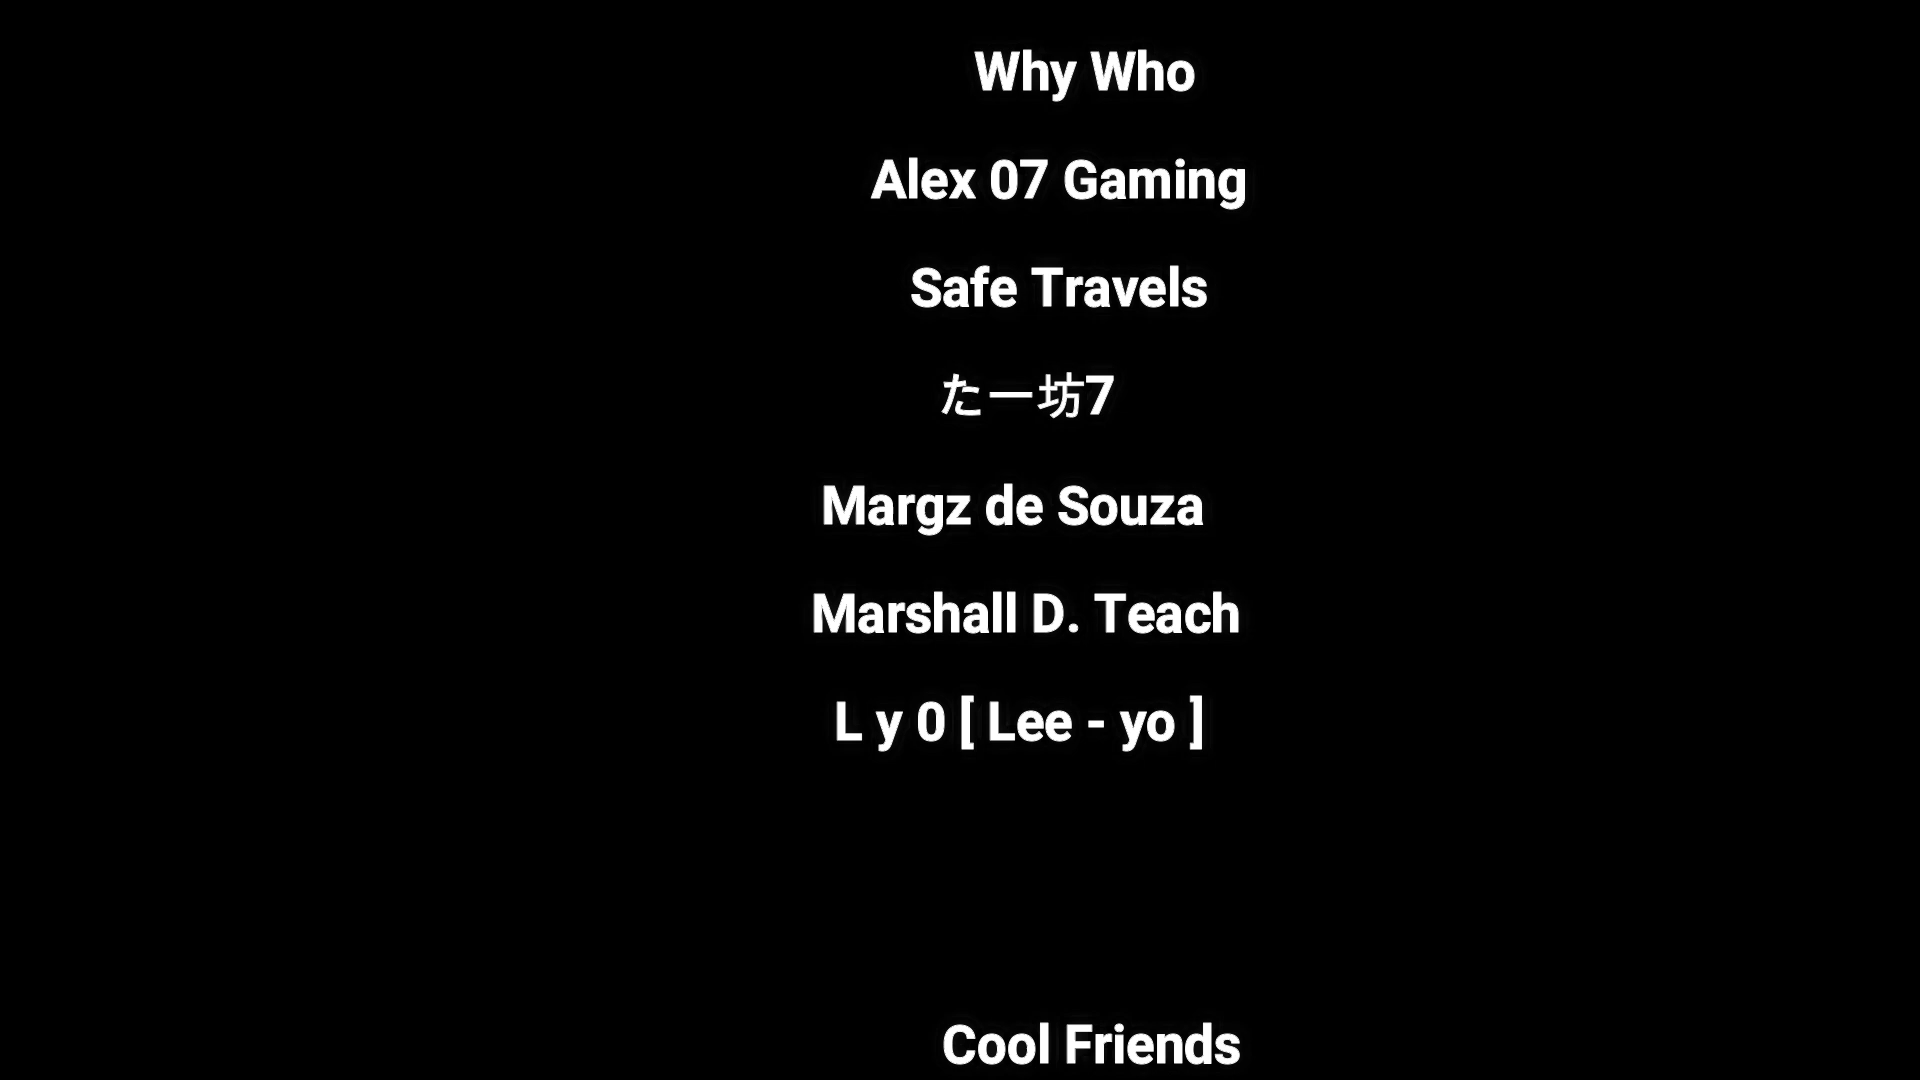 Why Who
Alex 07 Gaming
Safe Travels
たー坊7
Margz de Souza
Marshall D. Teach
L y 0 [ Lee - yo ]
Cool Friends